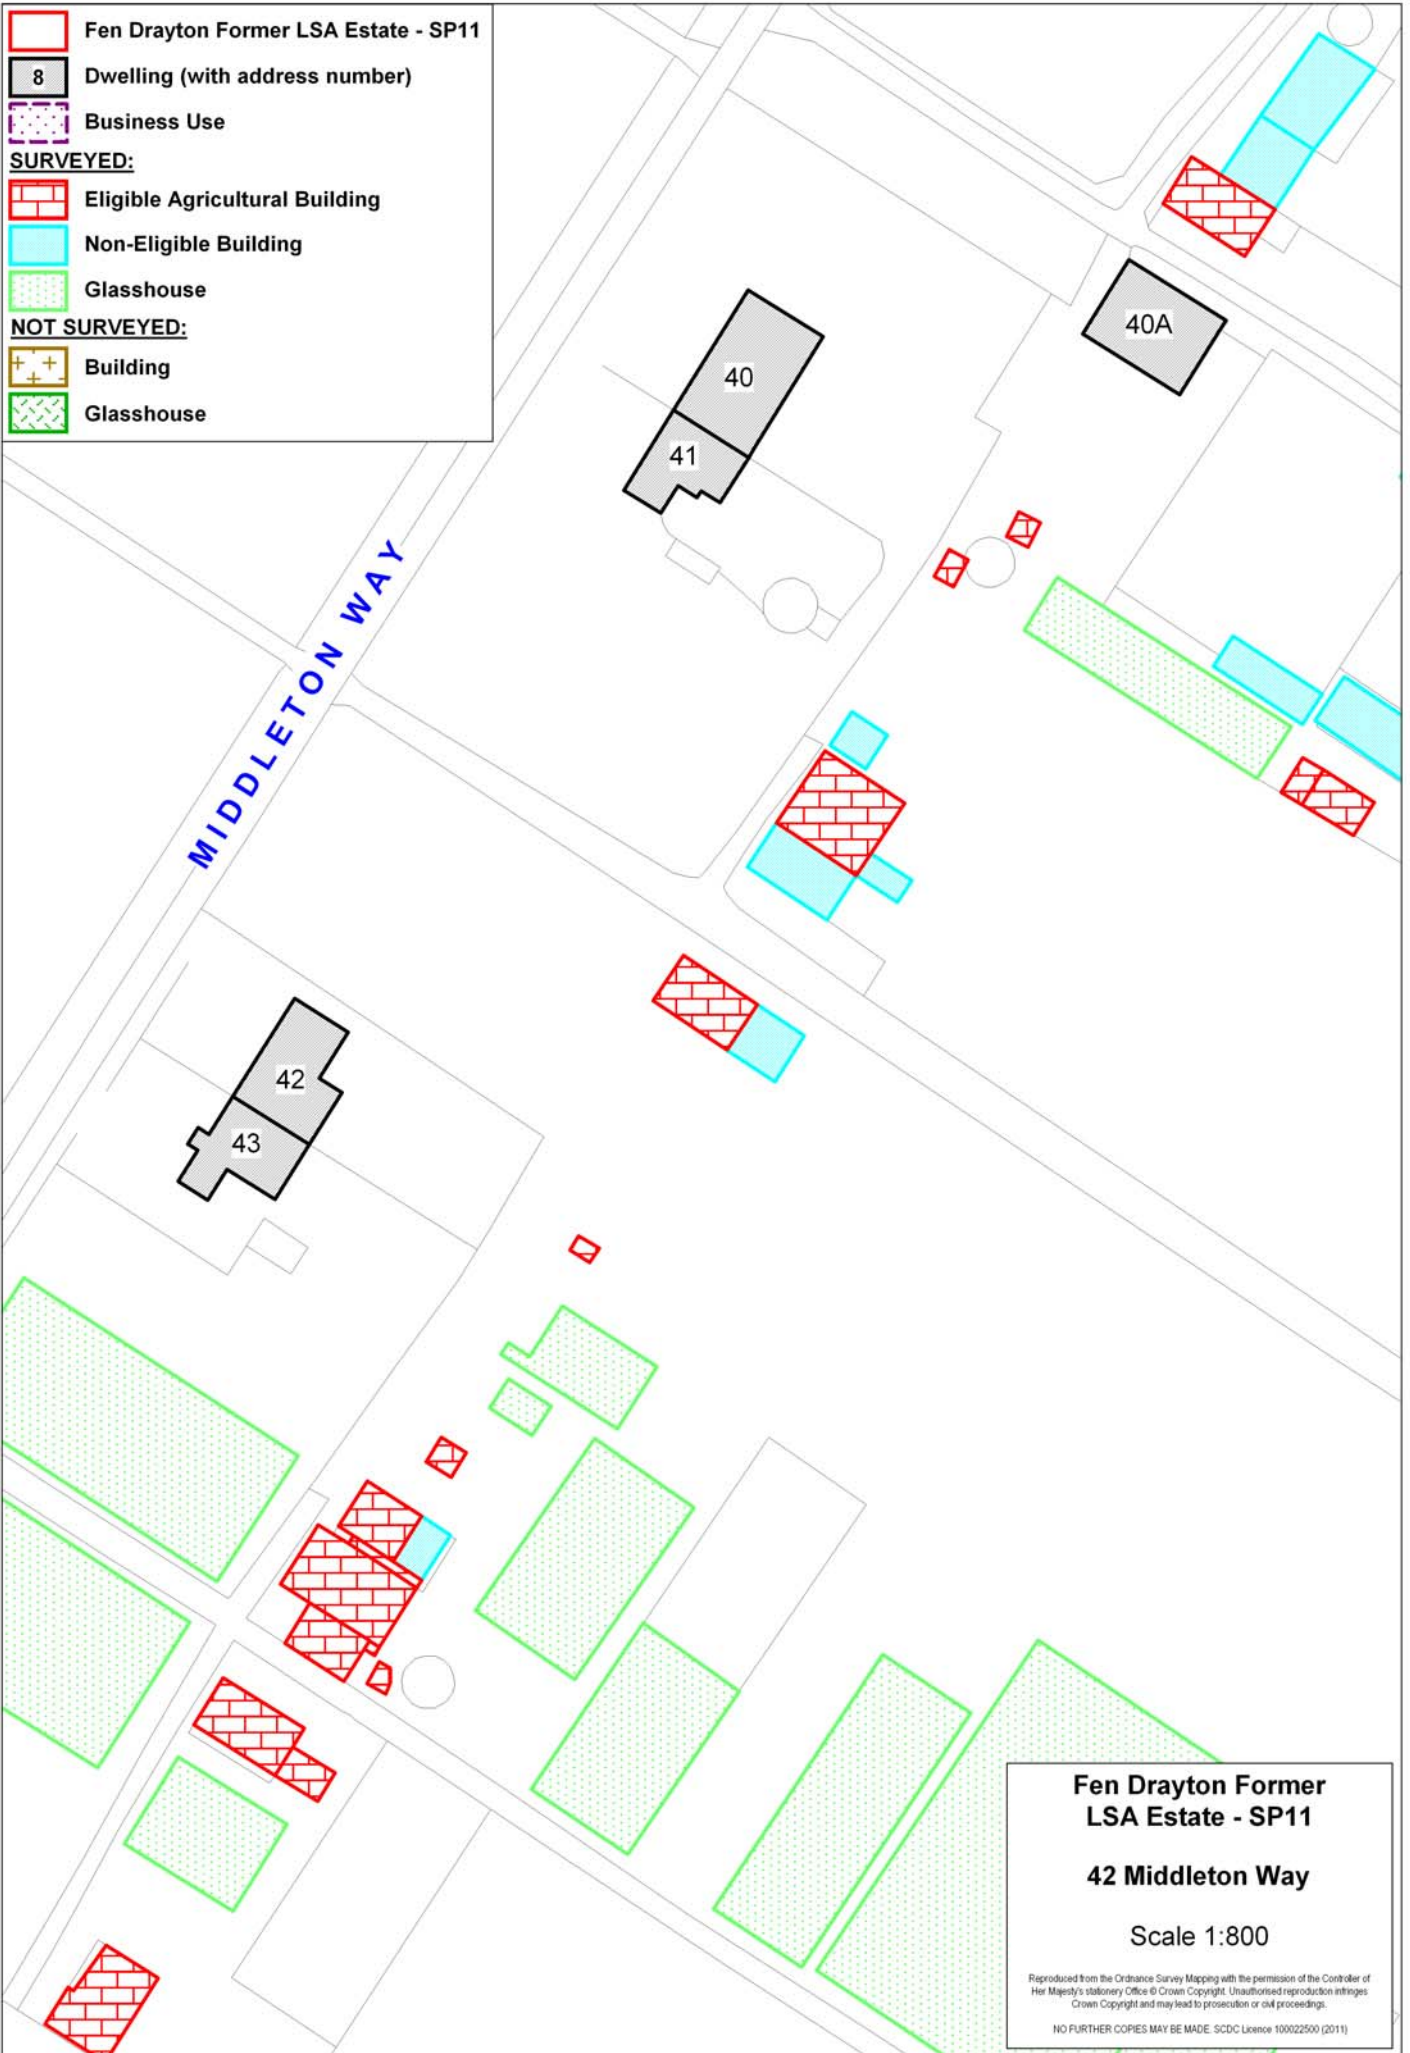 Fen Drayton Former LSA Estate - SP11
8 Dwelling (with address number)
Business Use
SURVEYED:
Eligible Agricultural Building
Non-Eligible Building
Glasshouse
NOT SURVEYED:
Building
Glasshouse
40A
40
41
MIDDLETON WAY
42
43
Fen Drayton Former
LSA Estate - SP11
42 Middleton Way
Scale 1:800
Reproduced from the Ordnance Survey Mapping with the permission of the Controller of
Her Majesty's stationery Office © Crown Copyright. Unauthorised reproduction infringes
Crown Copyright and may lead to prosecution or civil proceedings.
NO FURTHER COPIES MAY BE MADE. SCDC Licence 100022500 (2011)